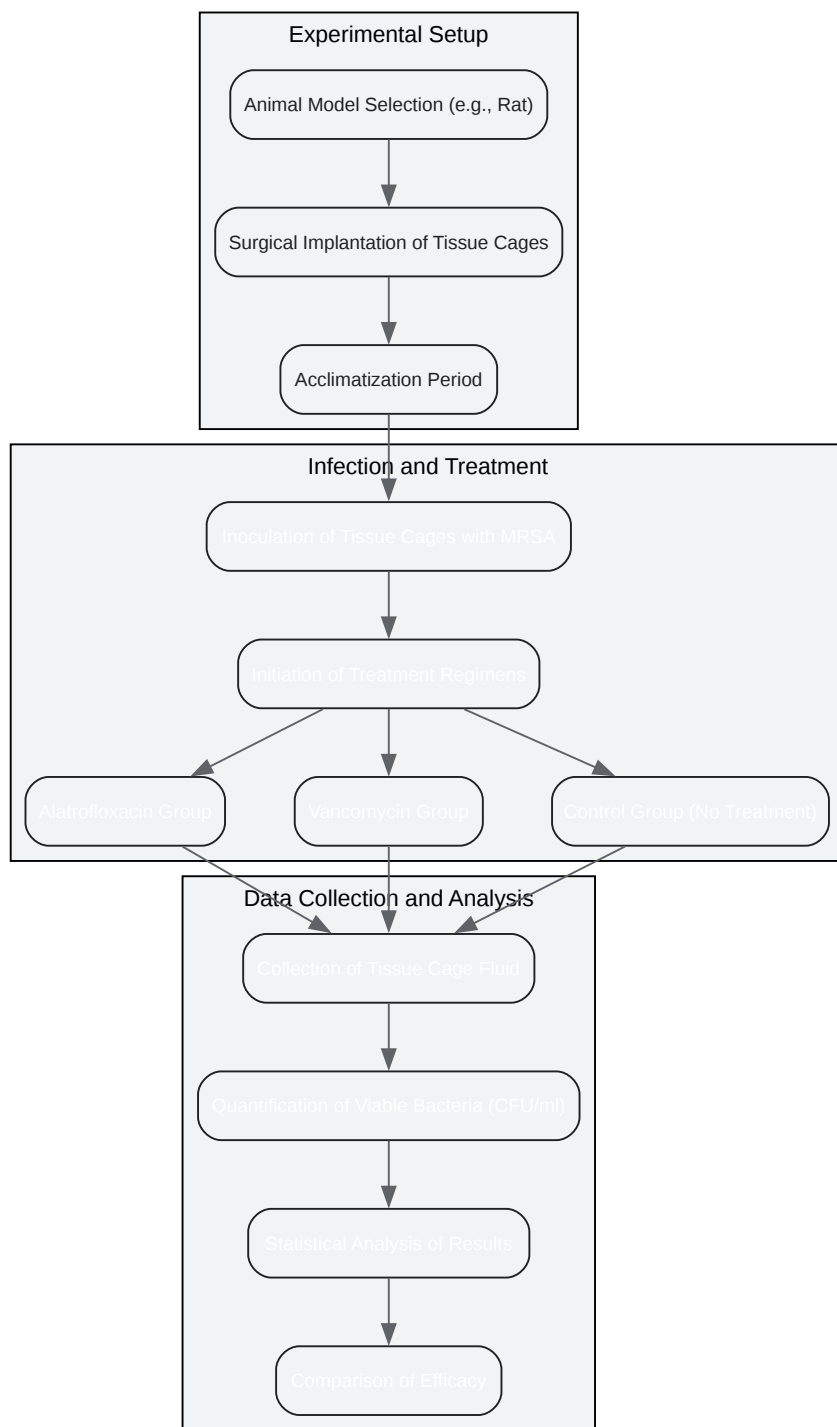 Experimental Setup
Animal Model Selection (e.g., Rat)
Surgical Implantation of Tissue Cages
Acclimatization Period
Infection and Treatment
Inoculation of Tissue Cages with MRSA
Initiation of Treatment Regimens
Alatrofloxacin Group
Vancomycin Group
Control Group (No Treatment)
Data Collection and Analysis
Collection of Tissue Cage Fluid
Quantification of Viable Bacteria (CFU/ml)
Statistical Analysis of Results
Comparison of Efficacy